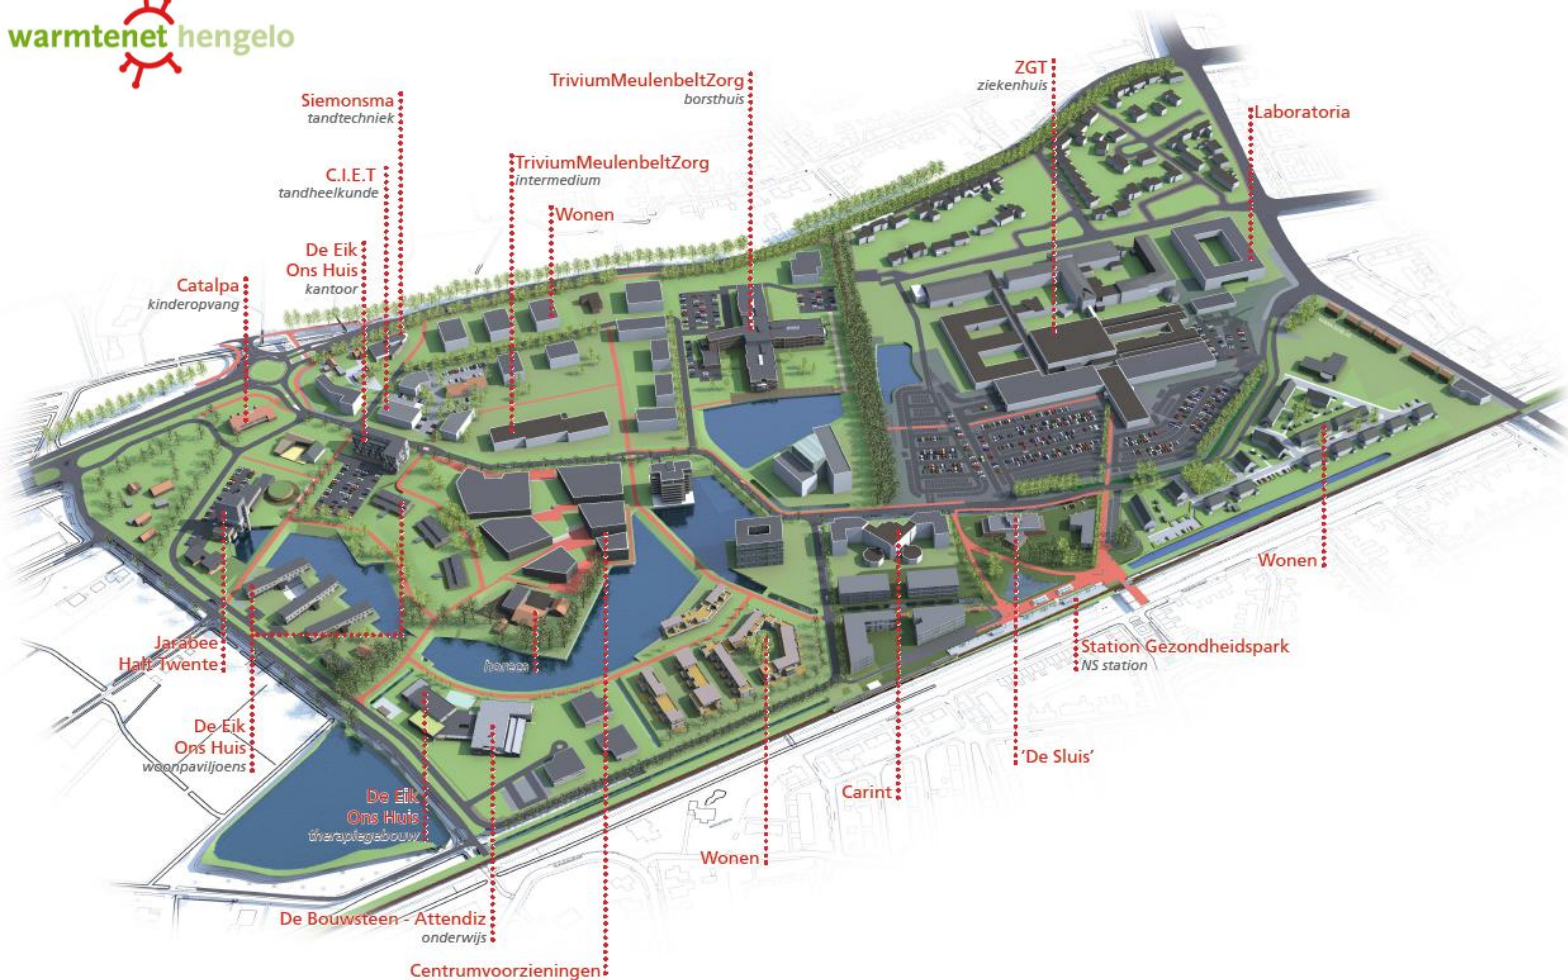 warmtenet hengelo
Siemonsma
tandtechniek
C.I.E.T
tandheelkunde
De Eik
Ons Huis
kantoor
Catalpa
kinderopvang
TriviumMeulenbeltZorg
borsthuis
TriviumMeulenbeltZorg
intermedium
Wonen
ZGT
ziekenhuis
Laboratoria
Jarabee
Halt Twente
De Eik
Ons Huis
woonpaviljoens
De Eik
Ons Huis
therapiegebouw
horeca
De Bouwsteen - Attendiz
onderwijs
Centrumvoorzieningen
Wonen
Carint
'De Sluis'
Station Gezondheidspark
NS station
Wonen